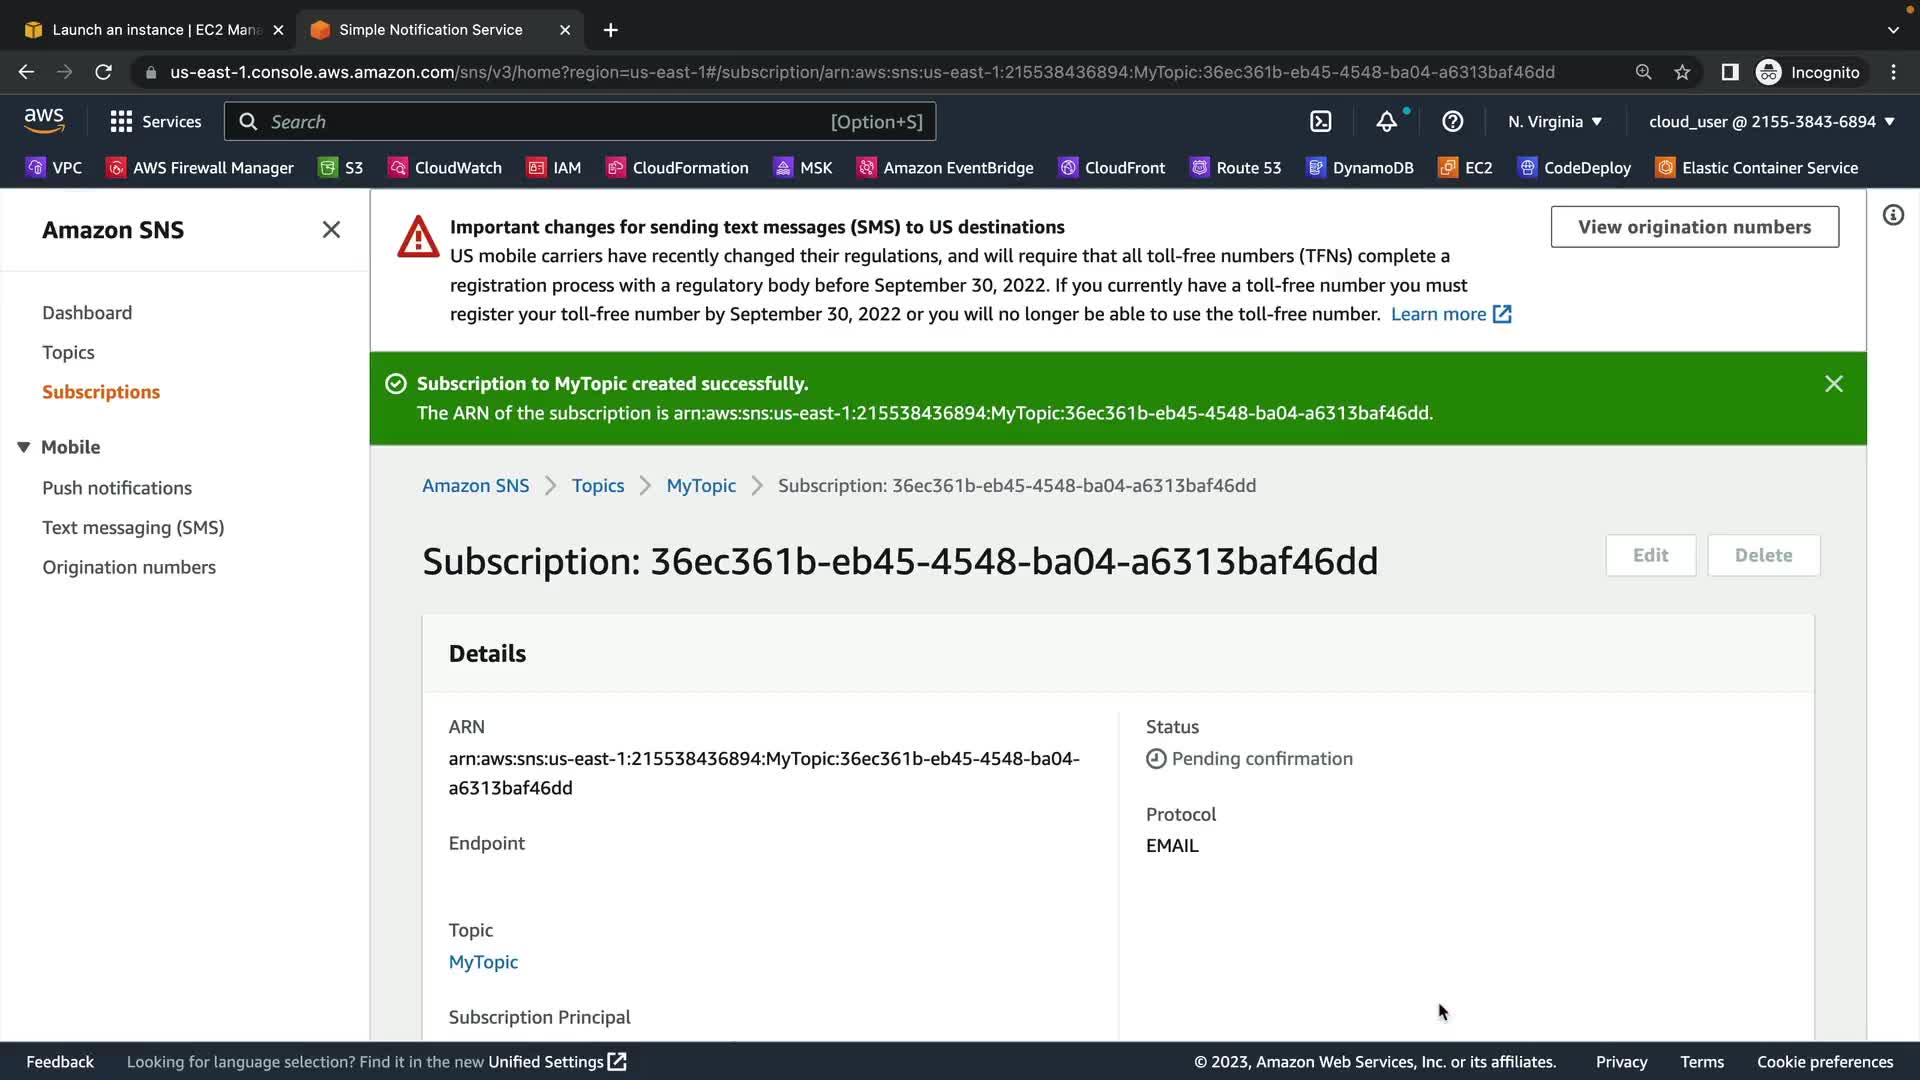 Launch an instance | EC2 Mana
Simple Notification Service
us-east-1.console.aws.amazon.com/sns/v3/home?region=us-east-1#/subscription/arn:aws:sns:us-east-1:215538436894:MyTopic:36ec361b-eb45-4548-ba04-a6313baf46dd
Incognito
aws
Services
Search
[Option+S]
N. Virginia
cloud_user @ 2155-3843-6894
VPC
AWS Firewall Manager
S3
CloudWatch
IAM
CloudFormation
MSK
Amazon EventBridge
CloudFront
Route 53
DynamoDB
EC2
CodeDeploy
Elastic Container Service
Amazon SNS
Dashboard
Topics
Subscriptions
Mobile
Push notifications
Text messaging (SMS)
Origination numbers
Important changes for sending text messages (SMS) to US destinations
US mobile carriers have recently changed their regulations, and will require that all toll-free numbers (TFNs) complete a
registration process with a regulatory body before September 30, 2022. If you currently have a toll-free number you must
register your toll-free number by September 30, 2022 or you will no longer be able to use the toll-free number. Learn more
View origination numbers
Subscription to MyTopic created successfully.
The ARN of the subscription is arn:aws:sns:us-east-1:215538436894:MyTopic:36ec361b-eb45-4548-ba04-a6313baf46dd.
Amazon SNS
Topics
MyTopic
Subscription: 36ec361b-eb45-4548-ba04-a6313baf46dd
Subscription: 36ec361b-eb45-4548-ba04-a6313baf46dd
Edit
Delete
Details
ARN
arn:aws:sns:us-east-1:215538436894:MyTopic:36ec361b-eb45-4548-ba04-
a6313baf46dd
Endpoint
Topic
MyTopic
Subscription Principal
Status
Pending confirmation
Protocol
EMAIL
Feedback
Looking for language selection? Find it in the new Unified Settings
© 2023, Amazon Web Services, Inc. or its affiliates.
Privacy
Terms
Cookie preferences